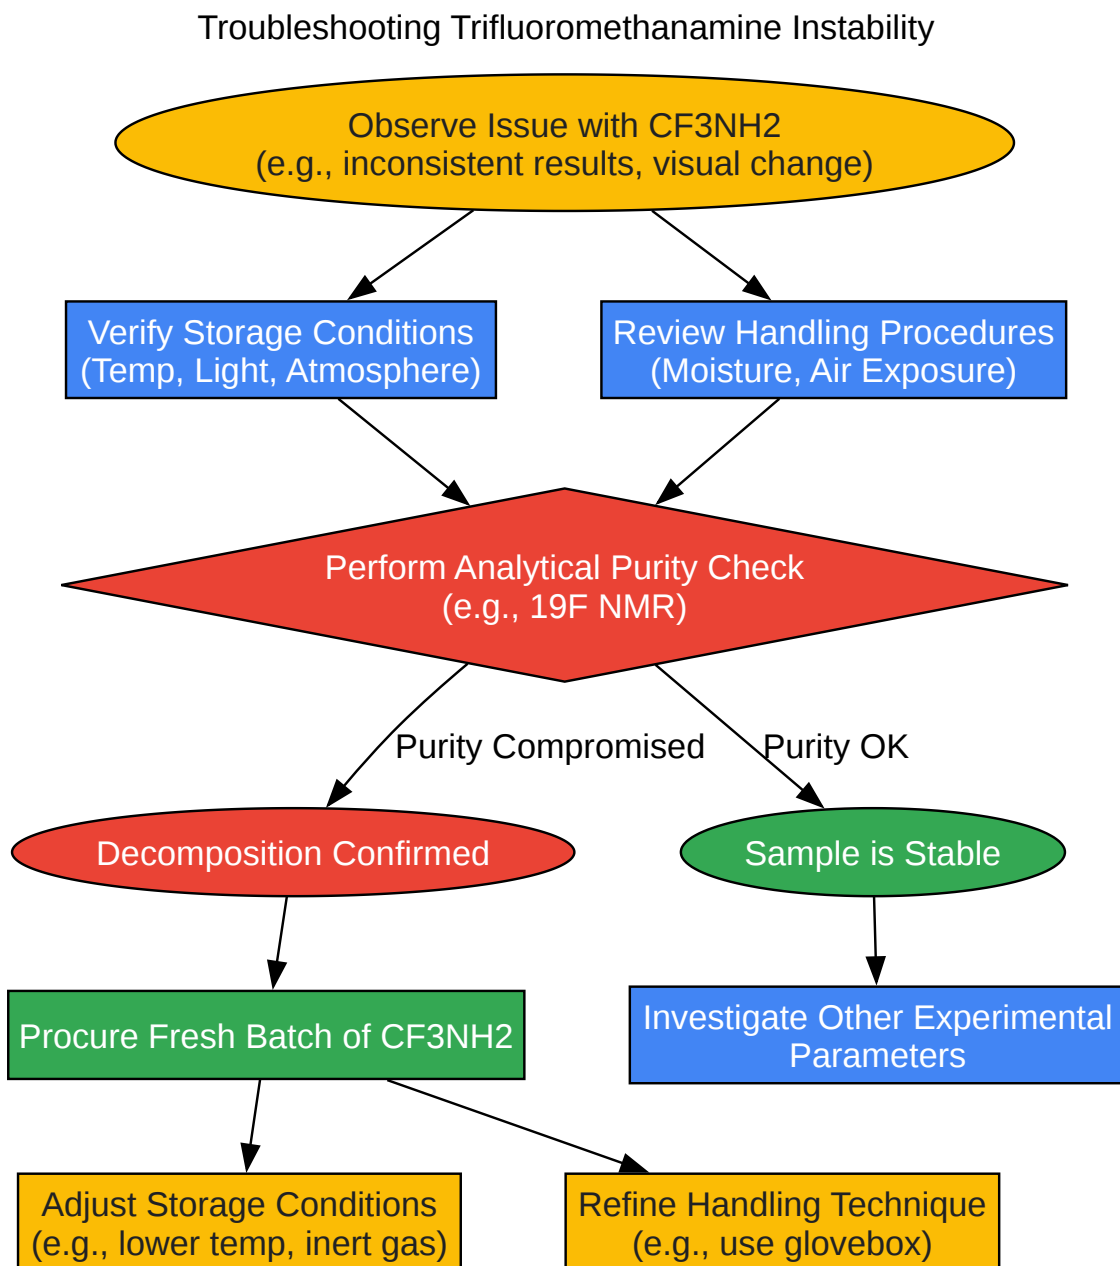 Troubleshooting Trifluoromethanamine Instability
Observe Issue with CF3NH2
(e.g., inconsistent results, visual change)
Verify Storage Conditions
(Temp, Light, Atmosphere)
Review Handling Procedures
(Moisture, Air Exposure)
Perform Analytical Purity Check
(e.g., 19F NMR)
Purity Compromised
Purity OK
Decomposition Confirmed
Sample is Stable
Procure Fresh Batch of CF3NH2
Investigate Other Experimental
Parameters
Adjust Storage Conditions
(e.g., lower temp, inert gas)
Refine Handling Technique
(e.g., use glovebox)